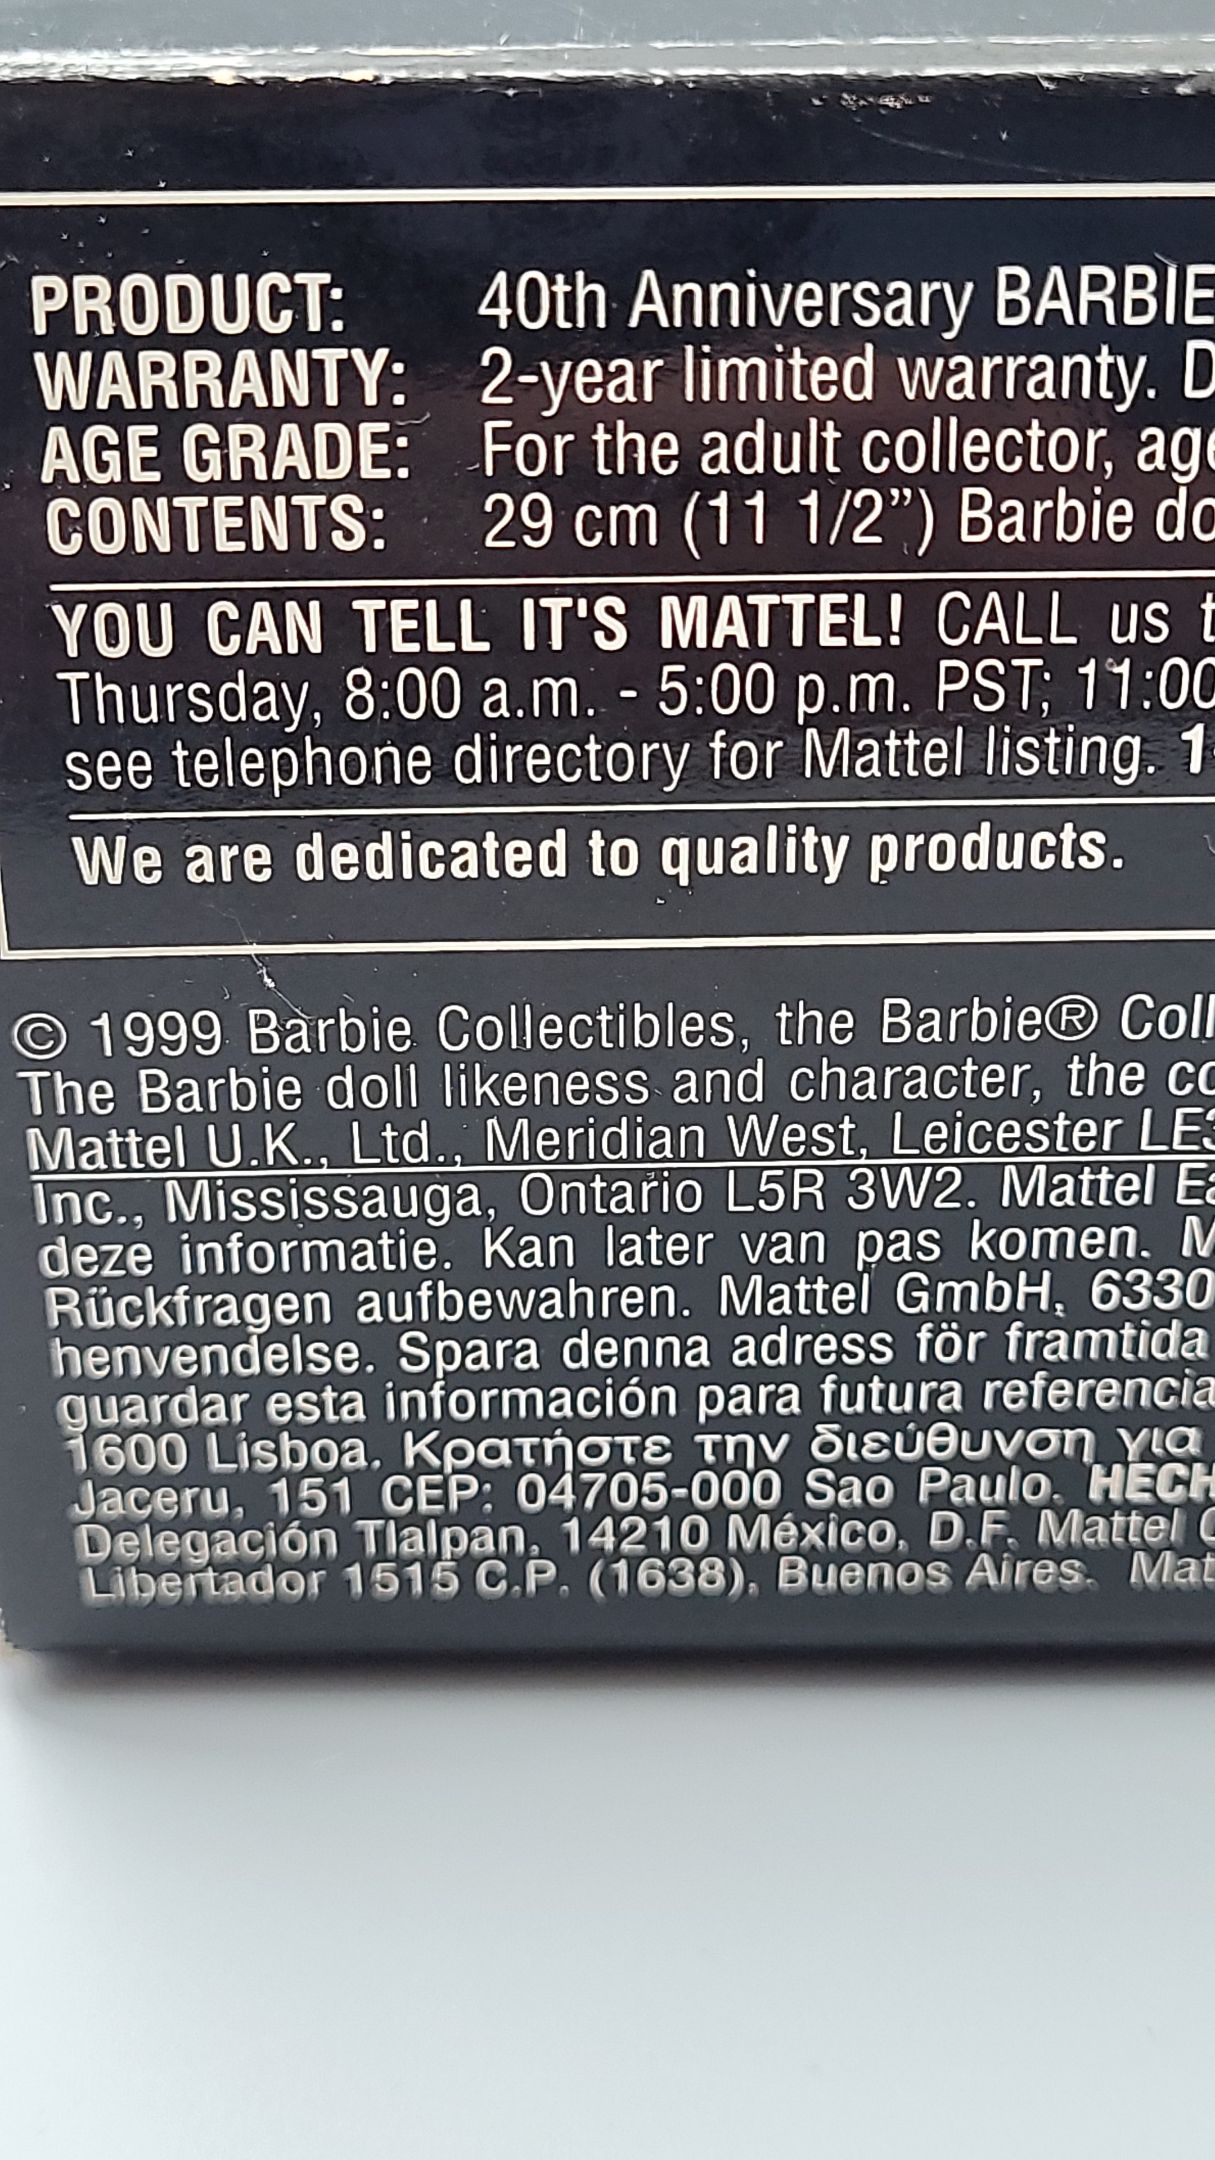 PRODUCT: 40th Anniversary BARBIE
WARRANTY: 2-year limited warranty. D
AGE GRADE: For the adult collector, age
CONTENTS: 29 cm (11 1/2”) Barbie do
YOU CAN TELL IT'S MATTEL! CALL us t
Thursday, 8:00 a.m. - 5:00 p.m. PST; 11:00
see telephone directory for Mattel listing. 1-
We are dedicated to quality products.
© 1999 Barbie Collectibles, the Barbie® Coll
The Barbie doll likeness and character, the co
Mattel U.K., Ltd., Meridian West, Leicester LE3
Inc., Mississauga, Ontario L5R 3W2. Mattel Ea
deze informatie. Kan later van pas komen. M
Rückfragen aufbewahren. Mattel GmbH, 6330
henvendelse. Spara denna adress för framtida
guardar esta información para futura referencia
1600 Lisboa. Κρατήστε την διεύθυνση για
Jaceru, 151 CEP: 04705-000 Sao Paulo. HECH
Delegación Tlalpan, 14210 México, D.F. Mattel C
Libertador 1515 C.P. (1638), Buenos Aires. Mat